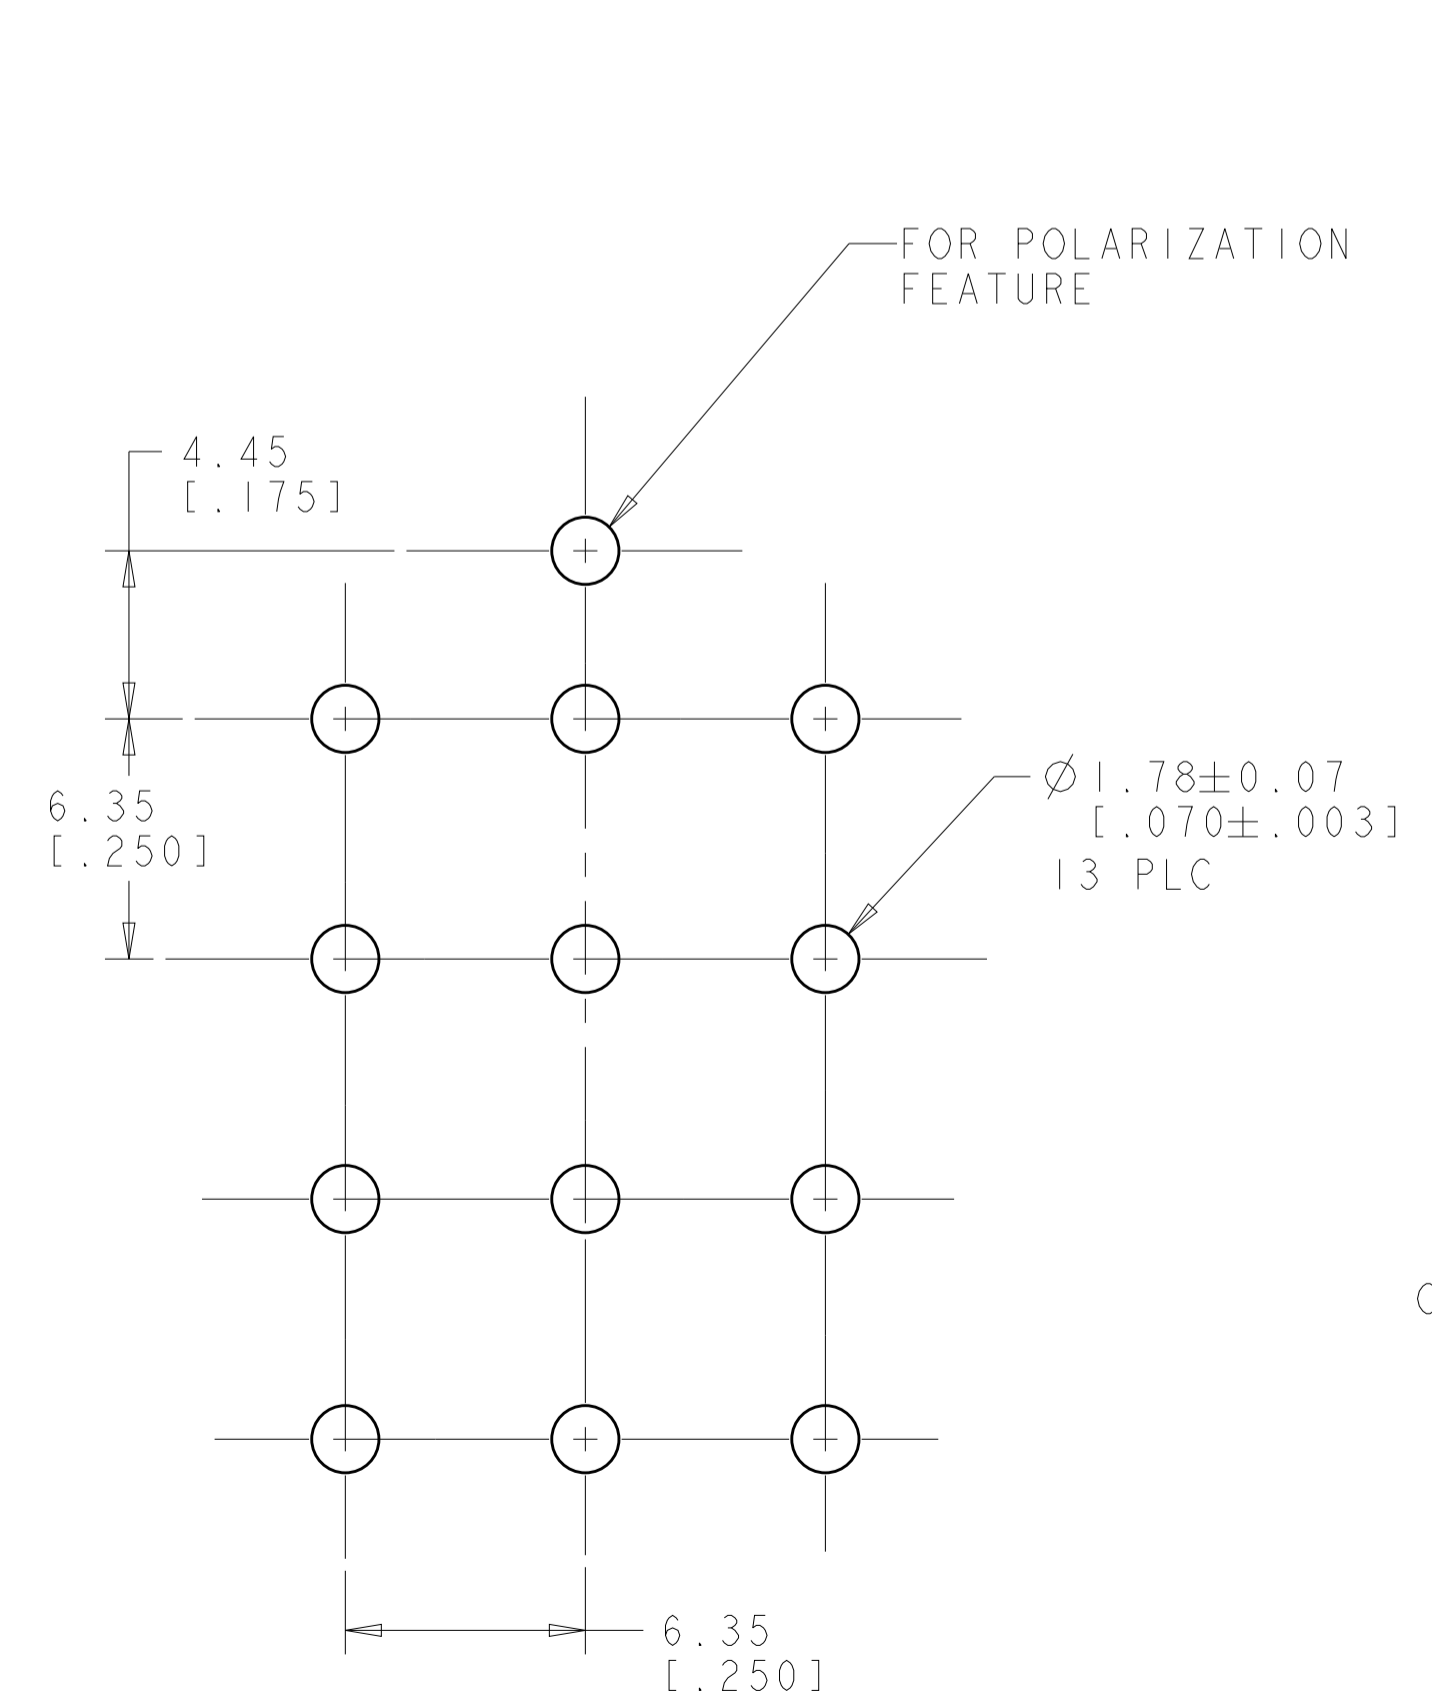 FOR POLARIZATION
FEATURE
4.45
[.175]
6.35
[.250]
Ø1.78±0.07
[.070±.003]
13 PLC
6.35
[.250]